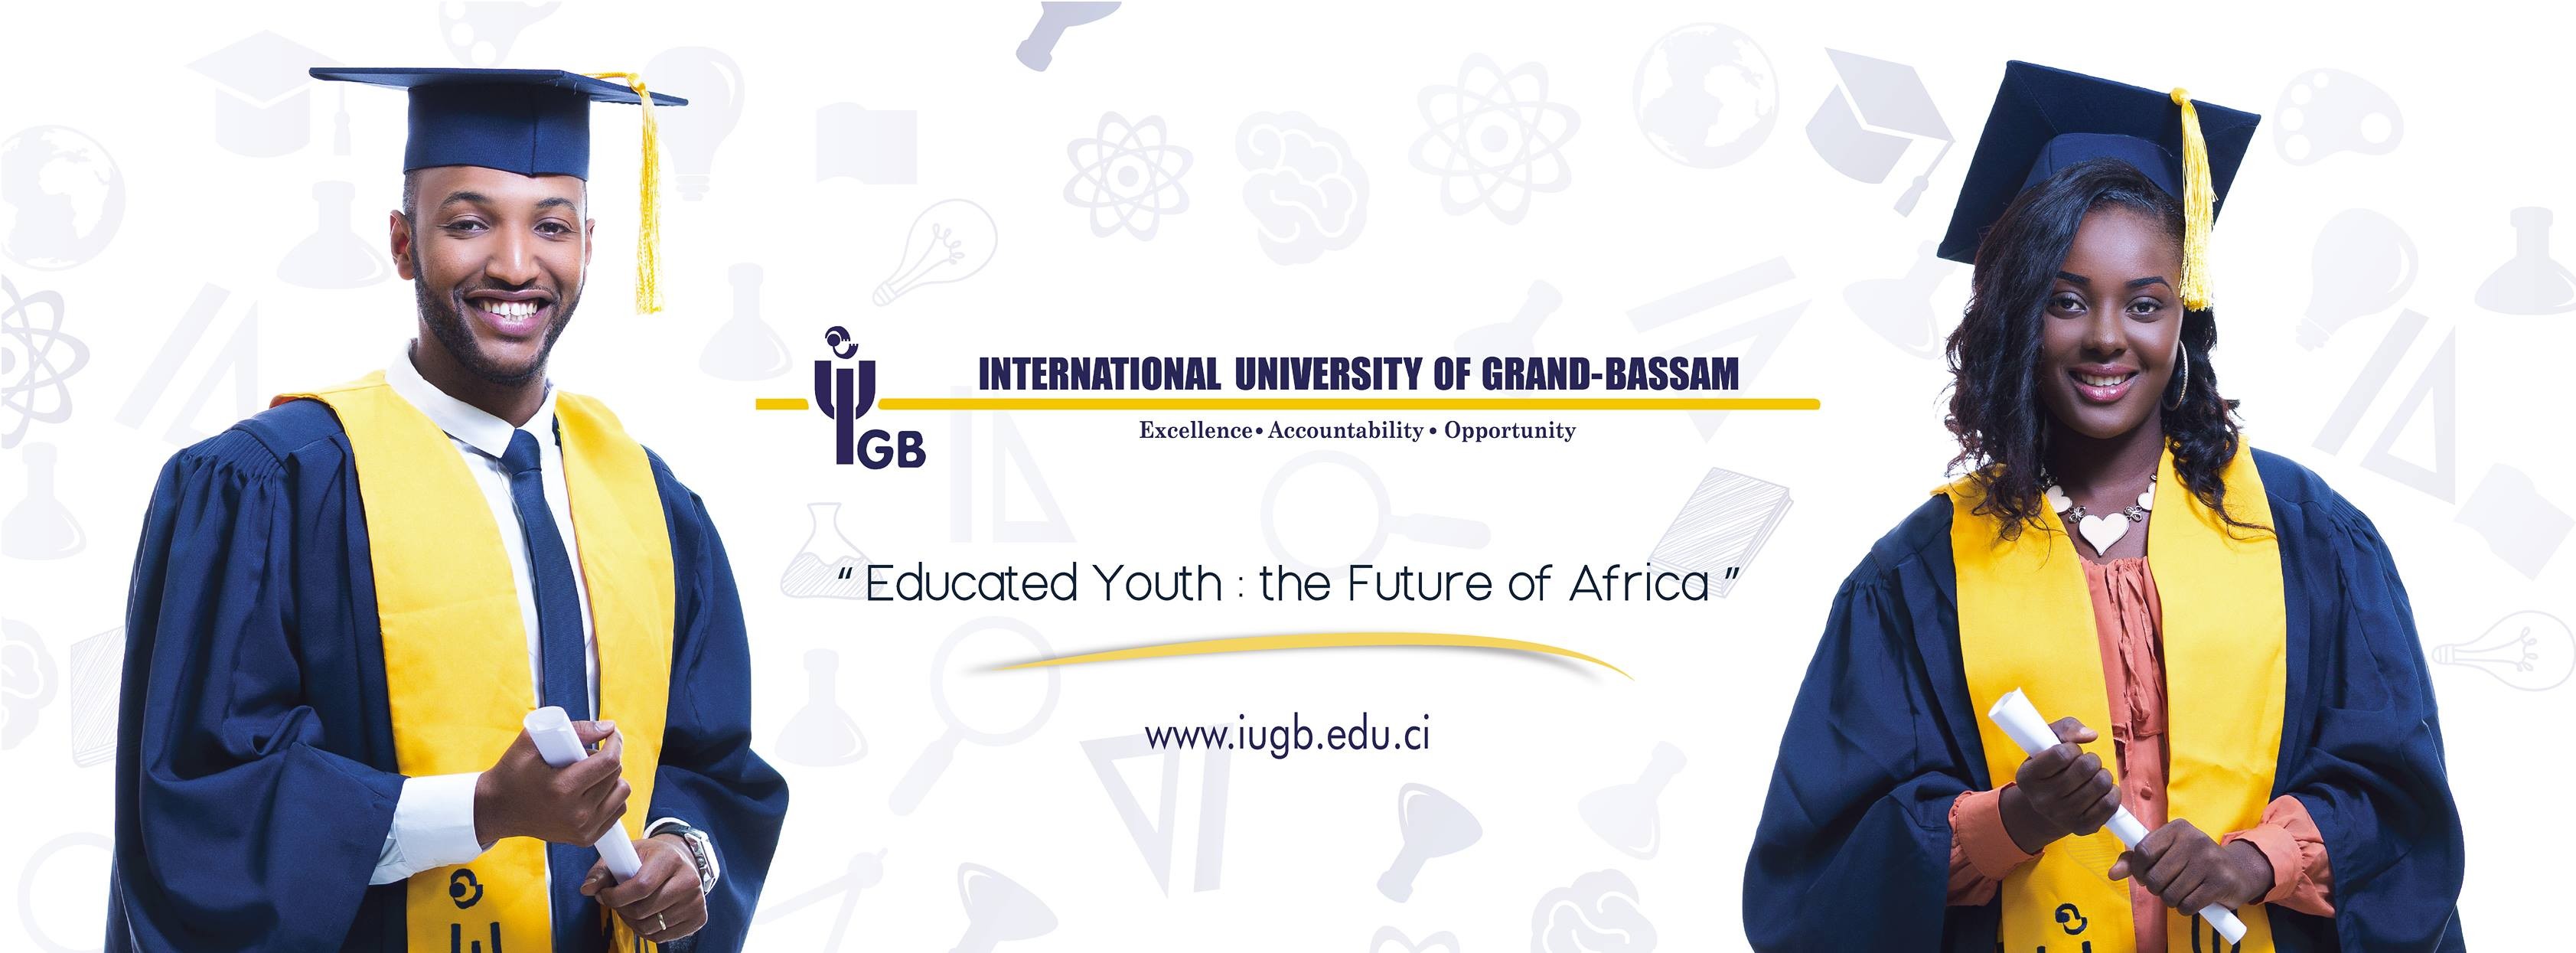 INTERNATIONAL UNIVERSITY OF GRAND-BASSAM
IUGB
Excellence • Accountability • Opportunity
“ Educated Youth : the Future of Africa ”
www.iugb.edu.ci